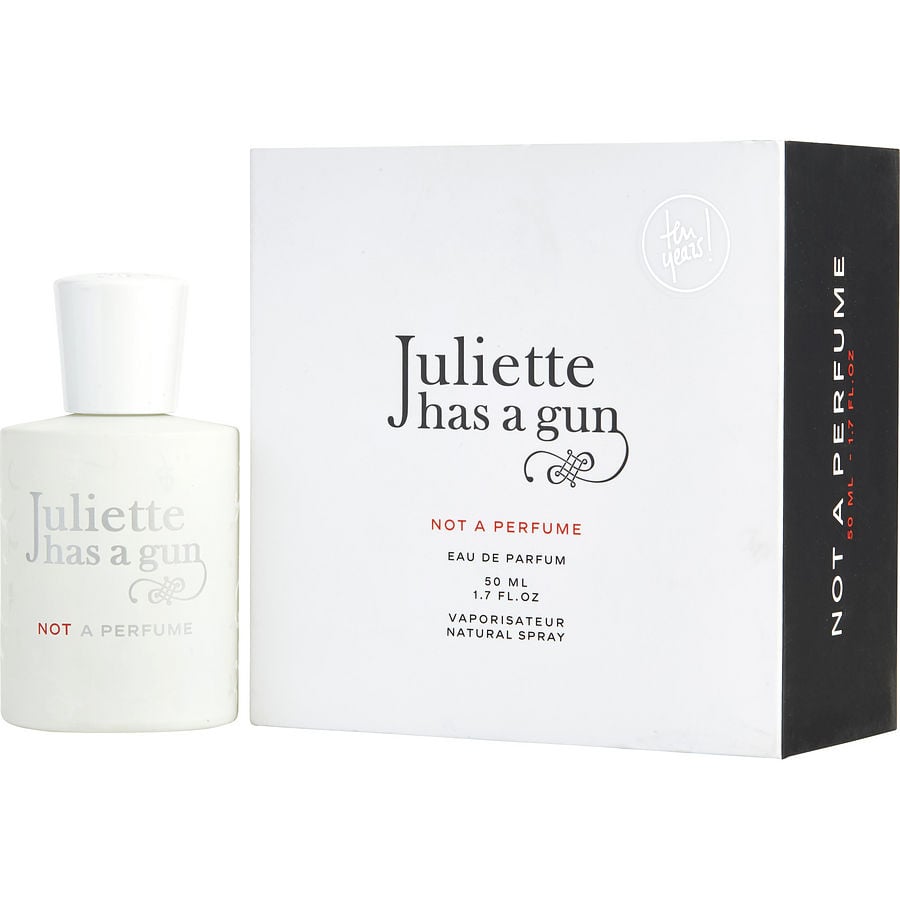 Juliette
has a gun
NOT A PERFUME
ten
years!
Juliette
has a gun
NOT A PERFUME
EAU DE PARFUM
50 ML
1.7 FL.OZ
VAPORISATEUR
NATURAL SPRAY
NOT A PERFUME
50 ML - 1.7 FL.OZ